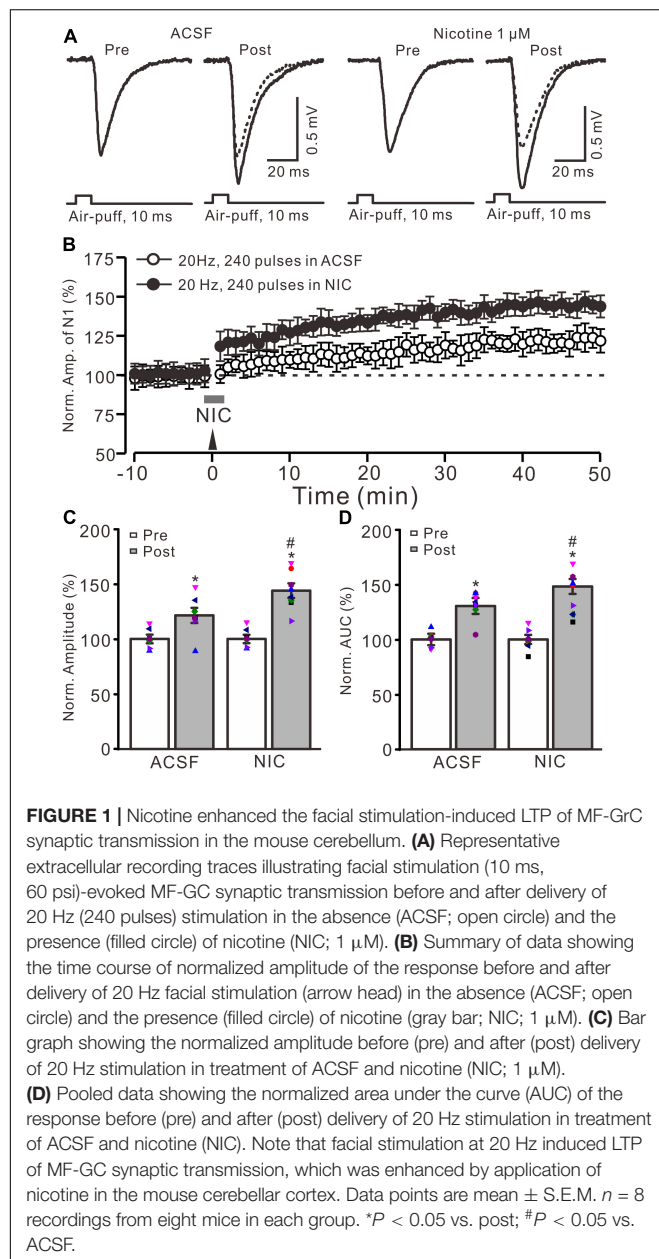 A
ACSF
Nicotine 1 µM
Pre
Post
Pre
Post
0.5 mV
20 ms
0.5 mV
20 ms
Air-puff, 10 ms
Air-puff, 10 ms
Air-puff, 10 ms
Air-puff, 10 ms
B
Norm. Amp. of N1 (%)
175
150
125
100
75
50
20Hz, 240 pulses in ACSF
20 Hz, 240 pulses in NIC
NIC
-10
0
10
20
30
40
50
Time (min)
C
Norm. Amplitude (%)
200
150
100
50
0
Pre
Post
*
#
*
ACSF
NIC
D
Norm. AUC (%)
200
150
100
50
0
Pre
Post
*
#
*
ACSF
NIC
FIGURE 1 | Nicotine enhanced the facial stimulation-induced LTP of MF-GrC
synaptic transmission in the mouse cerebellum. (A) Representative
extracellular recording traces illustrating facial stimulation (10 ms,
60 psi)-evoked MF-GC synaptic transmission before and after delivery of
20 Hz (240 pulses) stimulation in the absence (ACSF; open circle) and the
presence (filled circle) of nicotine (NIC; 1 µM). (B) Summary of data showing
the time course of normalized amplitude of the response before and after
delivery of 20 Hz facial stimulation (arrow head) in the absence (ACSF; open
circle) and the presence (filled circle) of nicotine (gray bar; NIC; 1 µM). (C) Bar
graph showing the normalized amplitude before (pre) and after (post) delivery
of 20 Hz stimulation in treatment of ACSF and nicotine (NIC; 1 µM).
(D) Pooled data showing the normalized area under the curve (AUC) of the
response before (pre) and after (post) delivery of 20 Hz stimulation in treatment
of ACSF and nicotine (NIC). Note that facial stimulation at 20 Hz induced LTP
of MF-GC synaptic transmission, which was enhanced by application of
nicotine in the mouse cerebellar cortex. Data points are mean ± S.E.M. n = 8
recordings from eight mice in each group. *P < 0.05 vs. post; #P < 0.05 vs.
ACSF.